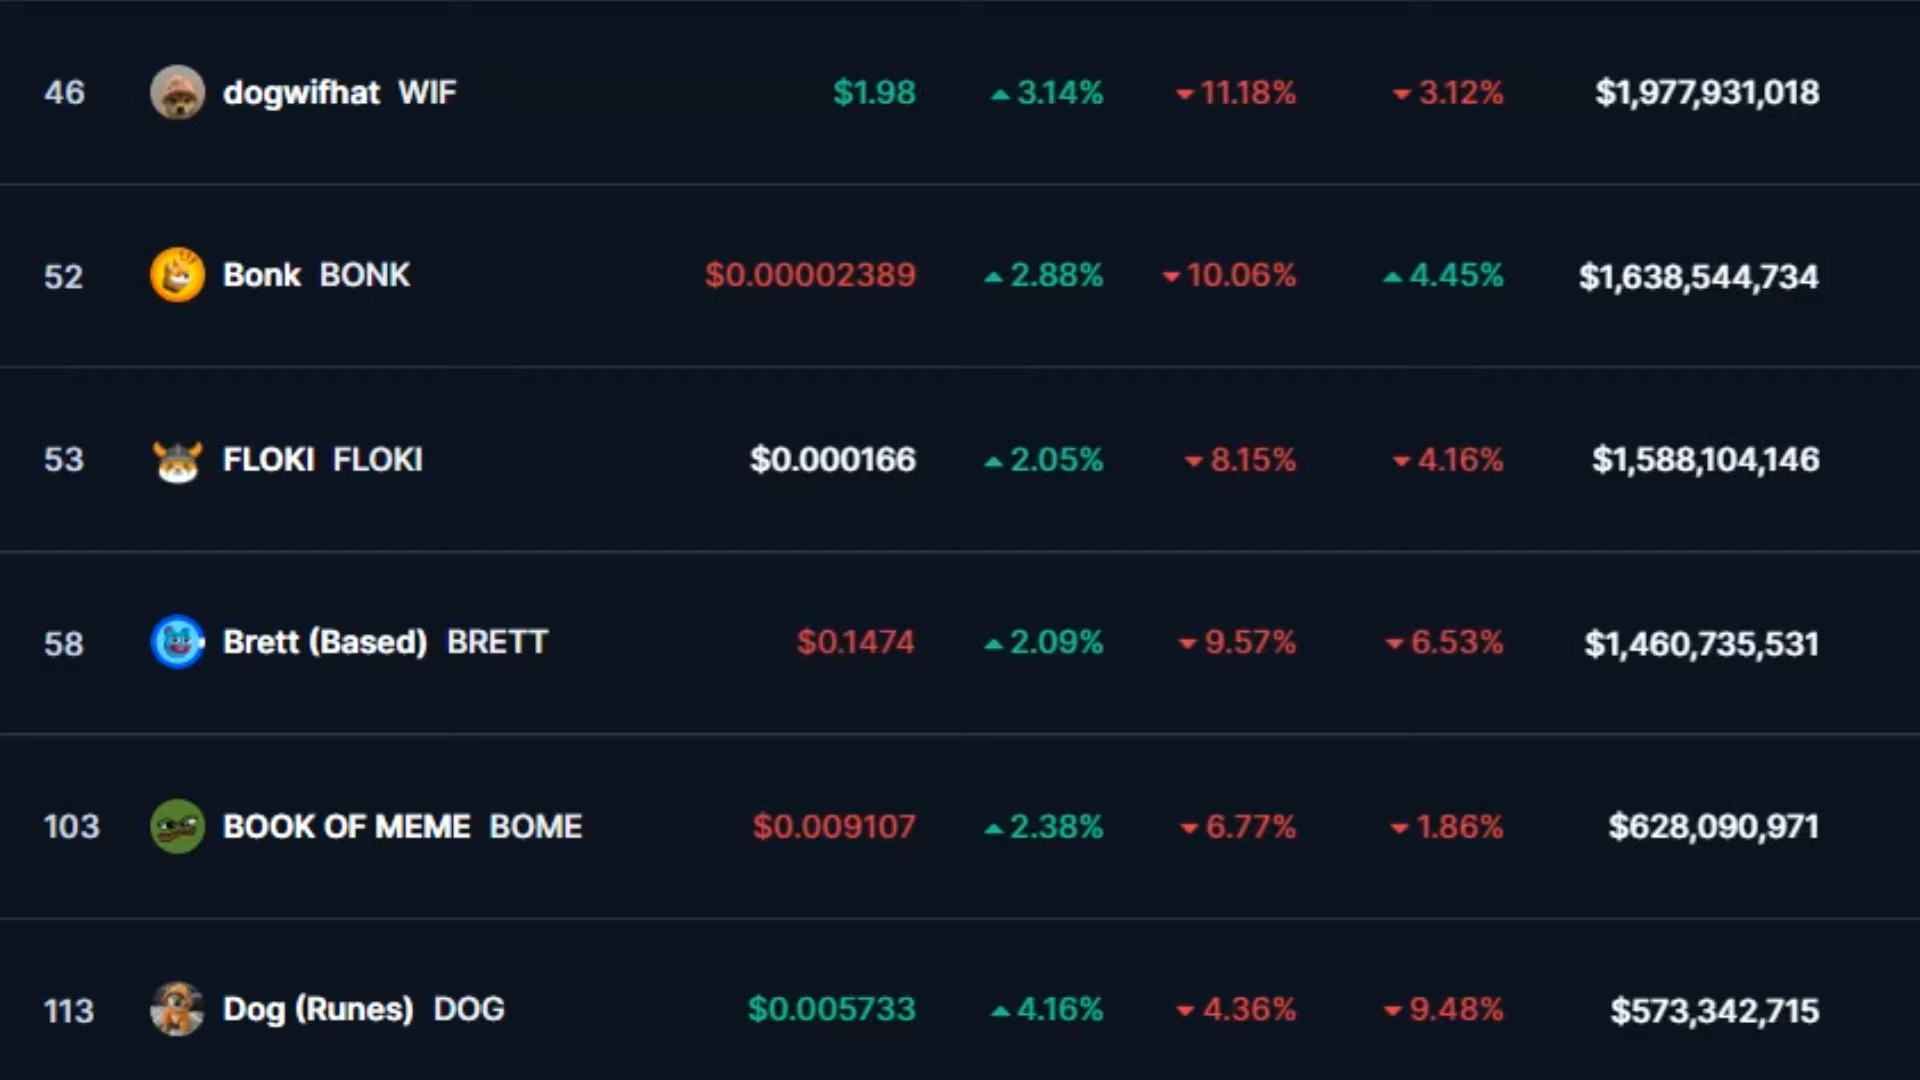 46 dogwifhat WIF $1.98 ▲ 3.14% ▼ 11.18% ▼ 3.12% $1,977,931,018
52 Bonk BONK $0.00002389 ▲ 2.88% ▼ 10.06% ▲ 4.45% $1,638,544,734
53 FLOKI FLOKI $0.000166 ▲ 2.05% ▼ 8.15% ▼ 4.16% $1,588,104,146
58 Brett (Based) BRETT $0.1474 ▲ 2.09% ▼ 9.57% ▼ 6.53% $1,460,735,531
103 BOOK OF MEME BOME $0.009107 ▲ 2.38% ▼ 6.77% ▼ 1.86% $628,090,971
113 Dog (Runes) DOG $0.005733 ▲ 4.16% ▼ 4.36% ▼ 9.48% $573,342,715